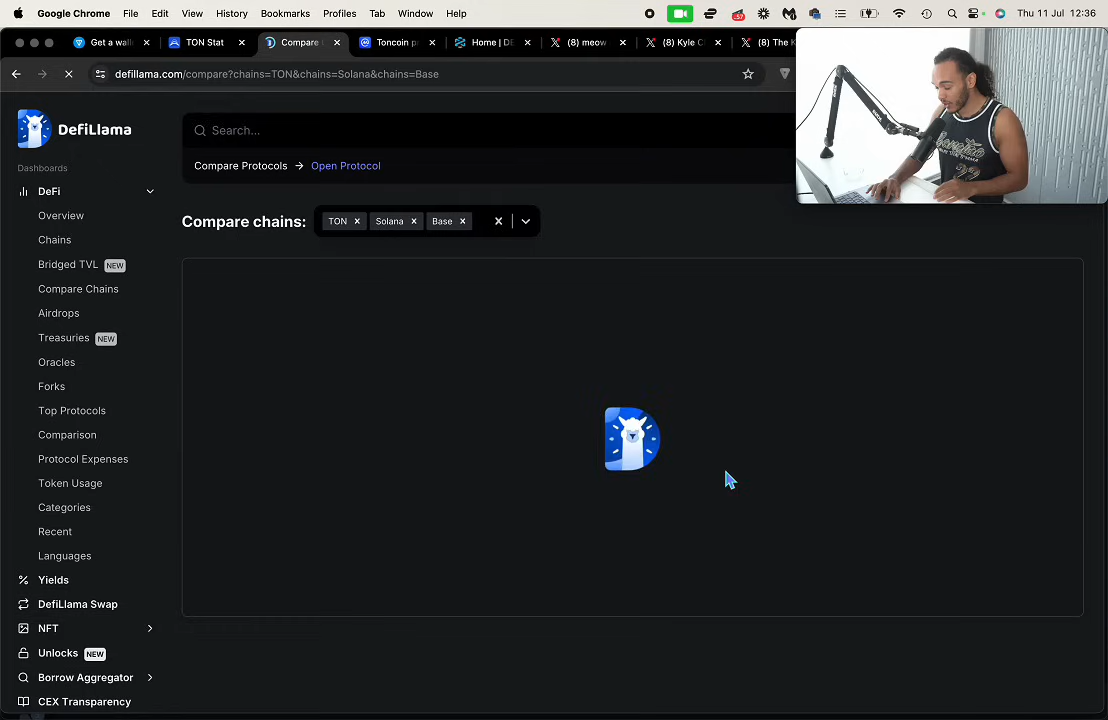 Google Chrome File Edit View History Bookmarks Profiles Tab Window Help
Thu 11 Jul 12:36
Get a wall
TON Stat
Compare
Toncoin p
Home | DE
(8) meow
(8) Kyle C
(8) The K
defillama.com/compare?chains=TON&chains=Solana&chains=Base
DefiLlama
Search...
Compare Protocols → Open Protocol
Dashboards
DeFi
Overview
Chains
Bridged TVL NEW
Compare Chains
Airdrops
Treasuries NEW
Oracles
Forks
Top Protocols
Comparison
Protocol Expenses
Token Usage
Categories
Recent
Languages
Yields
DefiLlama Swap
NFT
Unlocks NEW
Borrow Aggregator
CEX Transparency
Compare chains: TON Solana Base